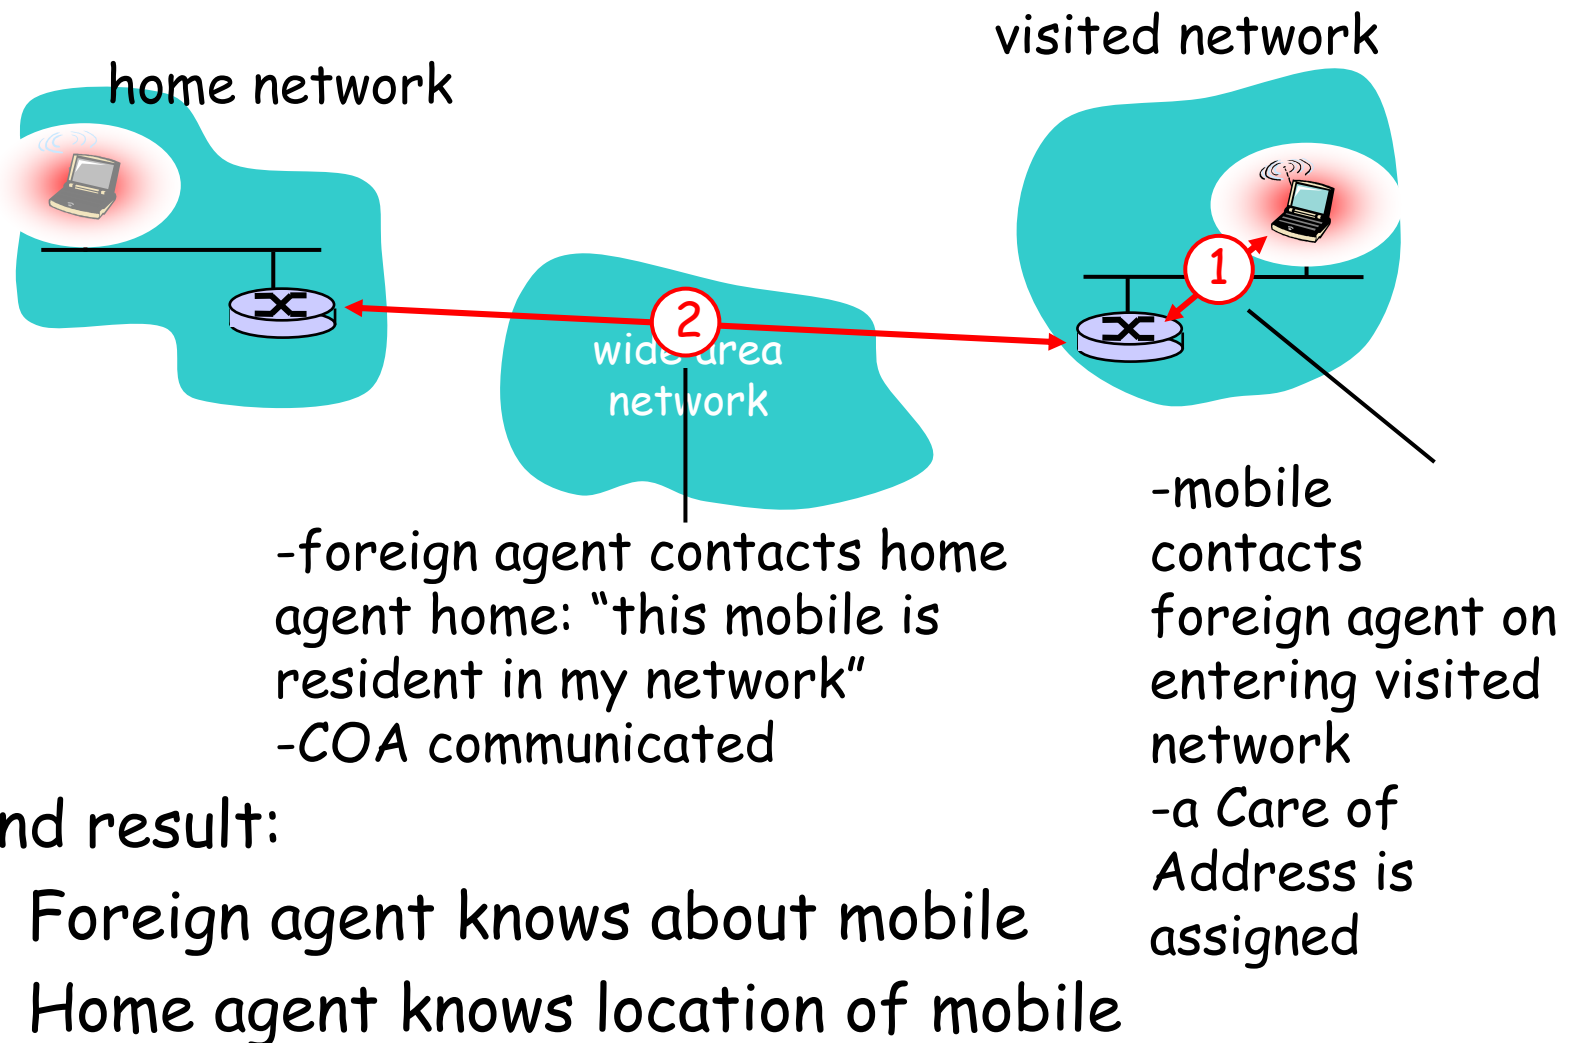 visited network
home network
1
2
wide area
network
-foreign agent contacts home
agent home: “this mobile is
resident in my network”
-COA communicated
-mobile
contacts
foreign agent on
entering visited
network
-a Care of
Address is
assigned
nd result:
Foreign agent knows about mobile
Home agent knows location of mobile